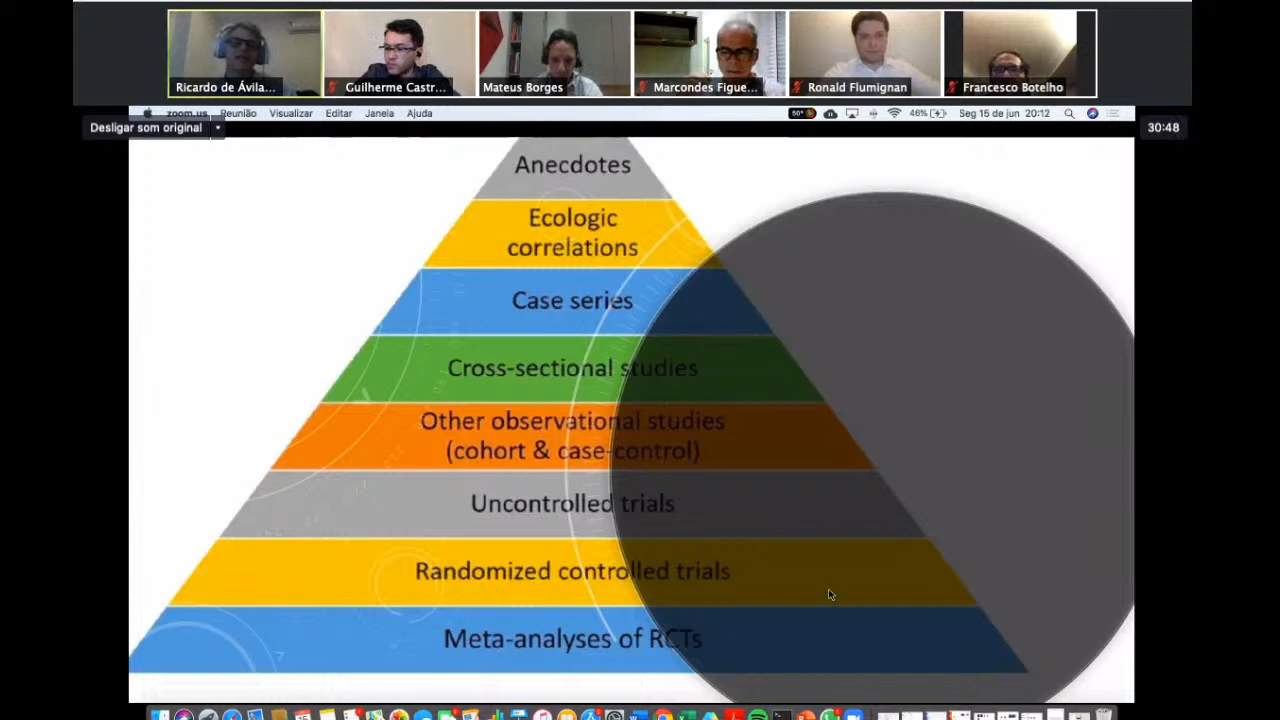 Ricardo de Ávila...
Guilherme Castr...
Mateus Borges
Marcondes Figue...
Ronald Flumignan
Francesco Botelho
zoom.us Reunião Visualizar Editar Janela Ajuda
50°
46%
Seg 15 de jun 20:12
Desligar som original
30:48
Anecdotes
Ecologic
correlations
Case series
Cross-sectional studies
Other observational studies
(cohort & case-control)
Uncontrolled trials
Randomized controlled trials
Meta-analyses of RCTs